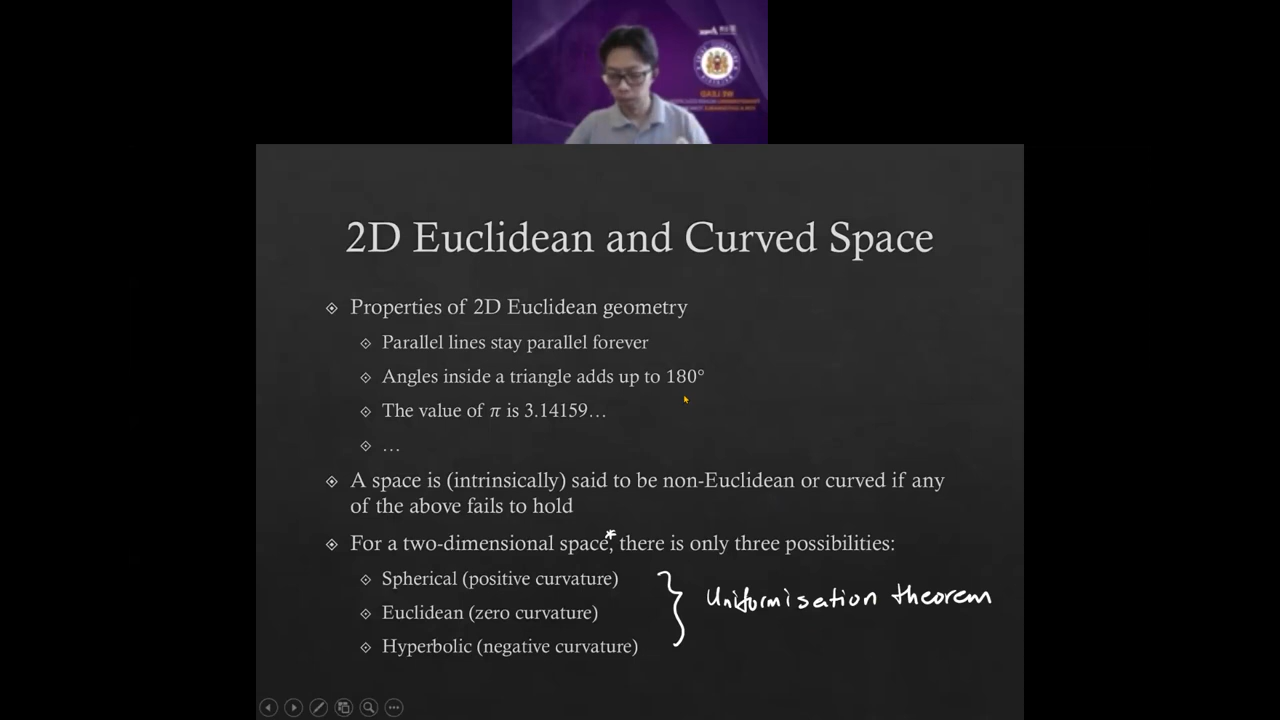 2D Euclidean and Curved Space
Properties of 2D Euclidean geometry
Parallel lines stay parallel forever
Angles inside a triangle adds up to 180°
The value of π is 3.14159…
…
A space is (intrinsically) said to be non-Euclidean or curved if any
of the above fails to hold
For a two-dimensional space*, there is only three possibilities:
Spherical (positive curvature)
Euclidean (zero curvature)
Hyperbolic (negative curvature)
Uniformisation theorem